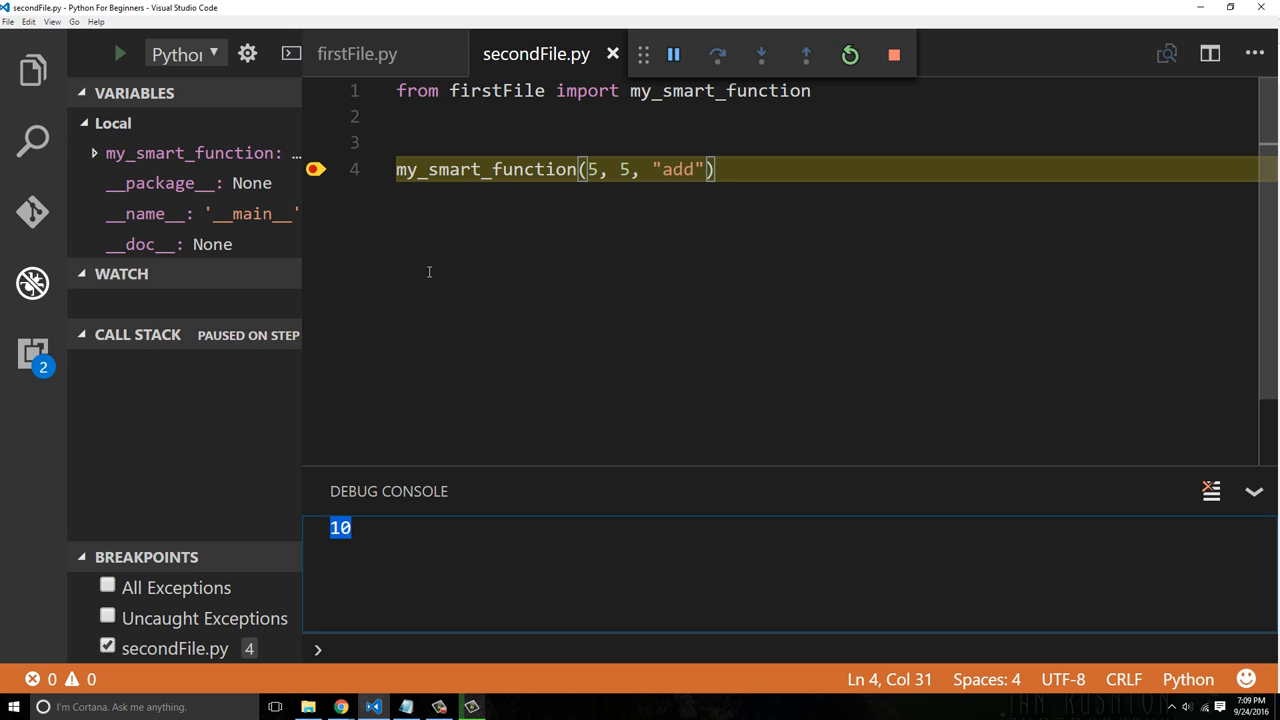 secondFile.py - Python For Beginners - Visual Studio Code
File Edit View Go Help
Python
firstFile.py
secondFile.py
VARIABLES
Local
my_smart_function: …
__package__: None
__name__: '__main__'
__doc__: None
WATCH
CALL STACK PAUSED ON STEP
BREAKPOINTS
All Exceptions
Uncaught Exceptions
secondFile.py 4
2
1 from firstFile import my_smart_function
2
3
4 my_smart_function(5, 5, "add")
DEBUG CONSOLE
10
0 0
Ln 4, Col 31 Spaces: 4 UTF-8 CRLF Python
I'm Cortana. Ask me anything.
7:09 PM
9/24/2016